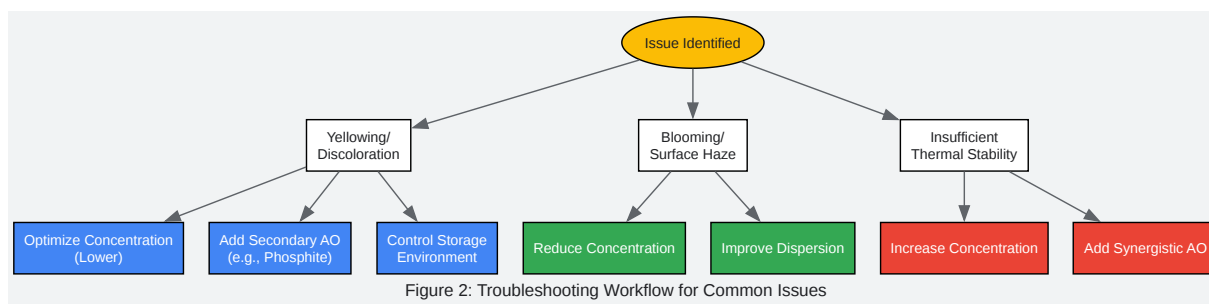 Issue Identified
Yellowing/
Discoloration
Blooming/
Surface Haze
Insufficient
Thermal Stability
Optimize Concentration
(Lower)
Add Secondary AO
(e.g., Phosphite)
Control Storage
Environment
Reduce Concentration
Improve Dispersion
Increase Concentration
Add Synergistic AO
Figure 2: Troubleshooting Workflow for Common Issues